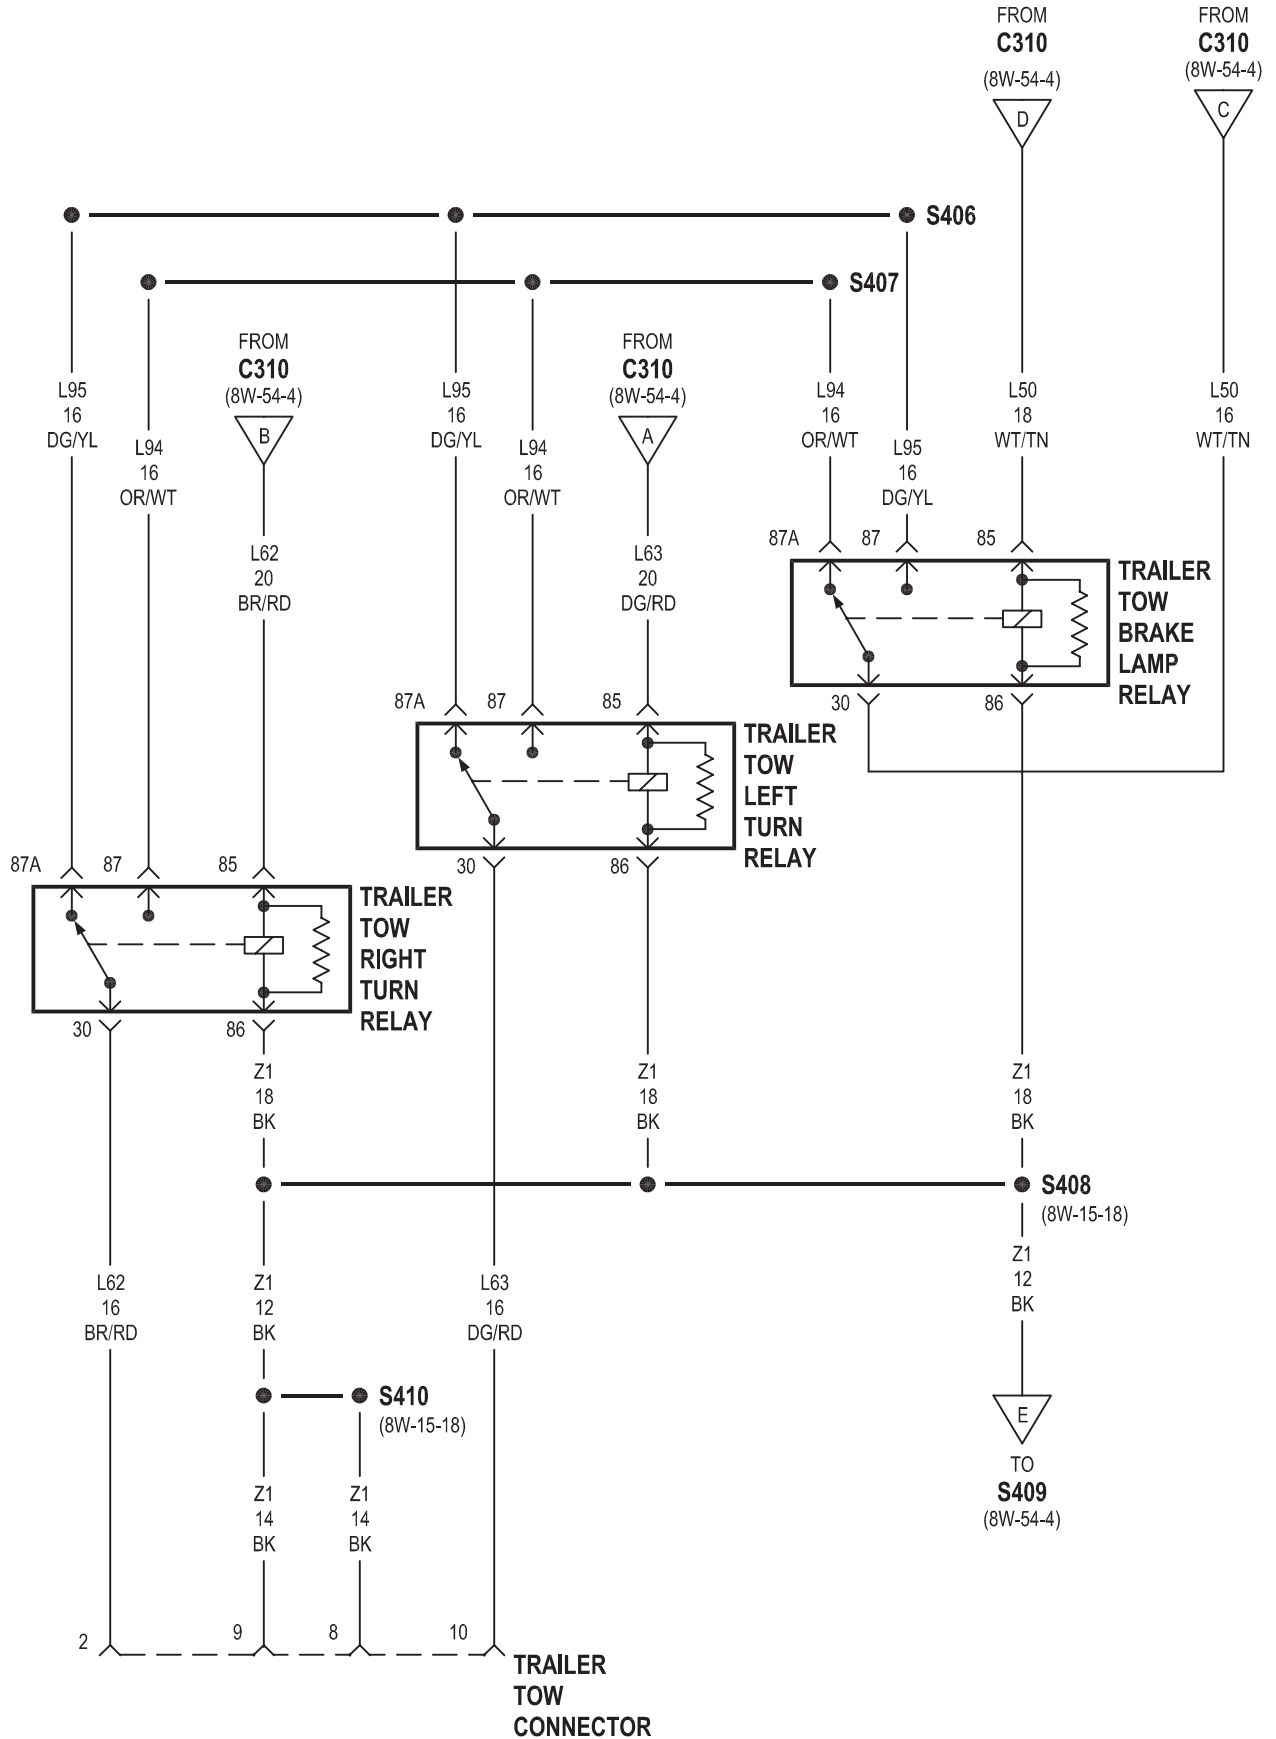 FROM
C310
(8W-54-4)
D
FROM
C310
(8W-54-4)
C
S406
S407
FROM
C310
(8W-54-4)
B
FROM
C310
(8W-54-4)
A
L95
16
DG/YL
L94
16
OR/WT
L95
16
DG/YL
L94
16
OR/WT
L94
16
OR/WT
L95
16
DG/YL
L50
18
WT/TN
L50
16
WT/TN
L62
20
BR/RD
L63
20
DG/RD
87A
87
85
TRAILER
TOW
BRAKE
LAMP
RELAY
30
86
87A
87
85
TRAILER
TOW
LEFT
TURN
RELAY
30
86
87A
87
85
TRAILER
TOW
RIGHT
TURN
RELAY
30
86
Z1
18
BK
Z1
18
BK
Z1
18
BK
S408
(8W-15-18)
L62
16
BR/RD
Z1
12
BK
L63
16
DG/RD
Z1
12
BK
S410
(8W-15-18)
E
TO
S409
(8W-54-4)
Z1
14
BK
Z1
14
BK
2
9
8
10
TRAILER
TOW
CONNECTOR